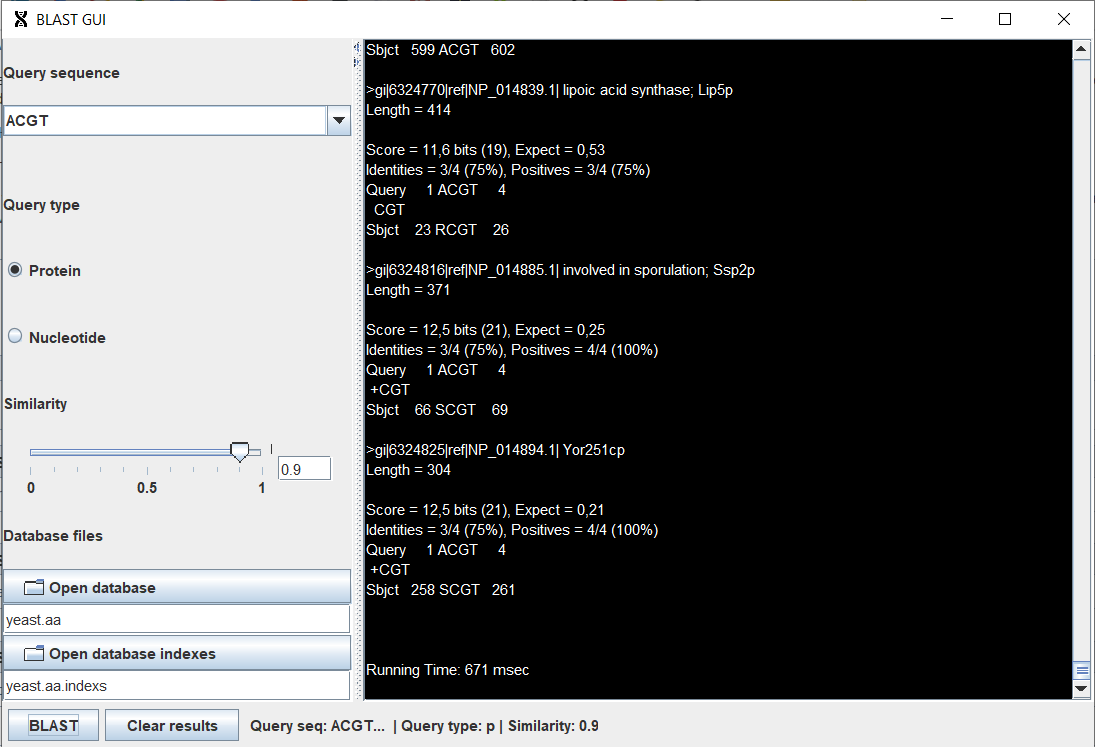 BLAST GUI
Query sequence
ACGT
Query type
Protein
Nucleotide
Similarity
0.9
0 0.5 1
Database files
Open database
yeast.aa
Open database indexes
yeast.aa.indexs
Sbjct 599 ACGT 602
>gi|6324770|ref|NP_014839.1| lipoic acid synthase; Lip5p
Length = 414
Score = 11,6 bits (19), Expect = 0,53
Identities = 3/4 (75%), Positives = 3/4 (75%)
Query 1 ACGT 4
CGT
Sbjct 23 RCGT 26
>gi|6324816|ref|NP_014885.1| involved in sporulation; Ssp2p
Length = 371
Score = 12,5 bits (21), Expect = 0,25
Identities = 3/4 (75%), Positives = 4/4 (100%)
Query 1 ACGT 4
+CGT
Sbjct 66 SCGT 69
>gi|6324825|ref|NP_014894.1| Yor251cp
Length = 304
Score = 12,5 bits (21), Expect = 0,21
Identities = 3/4 (75%), Positives = 4/4 (100%)
Query 1 ACGT 4
+CGT
Sbjct 258 SCGT 261
Running Time: 671 msec
BLAST Clear results Query seq: ACGT... | Query type: p | Similarity: 0.9